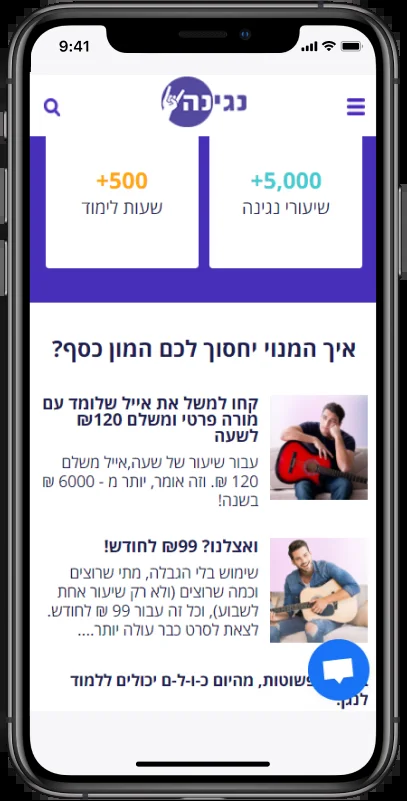 9:41
נגינה
+5,000
שיעורי נגינה
+500
שעות לימוד
איך המנוי יחסוך לכם המון כסף?
קחו למשל את אייל שלומד עם
מורה פרטי ומשלם 120₪
לשעה
עבור שיעור של שעה,אייל משלם
120 ₪. וזה אומר, יותר מ - 6000 ₪
בשנה!
ואצלנו? 99₪ לחודש!
שימוש בלי הגבלה, מתי שרוצים
וכמה שרוצים (ולא רק שיעור אחת
לשבוע), וכל זה עבור 99 ₪ לחודש.
לצאת לסרט כבר עולה יותר....
פשוטות, מהיום כ-ו-ל-ם יכולים ללמוד
לנגן.